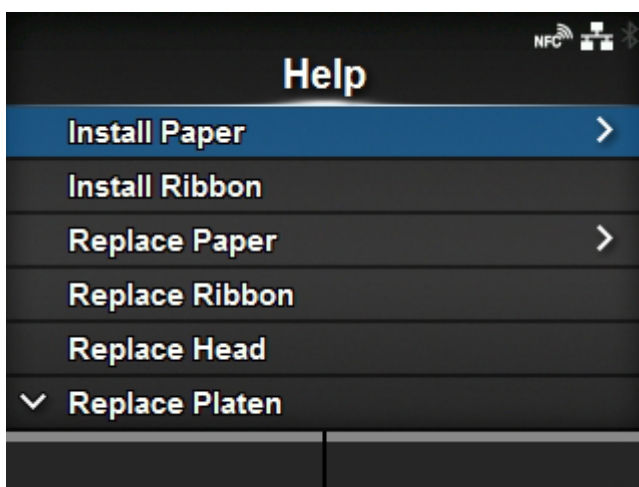 NFC
Help
Install Paper
Install Ribbon
Replace Paper
Replace Ribbon
Replace Head
Replace Platen